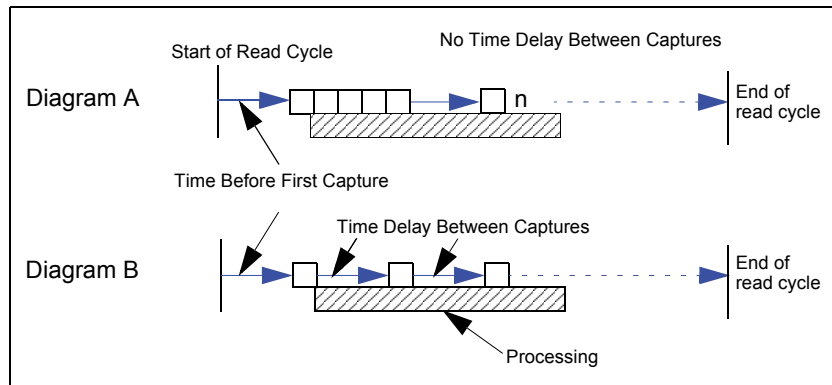 Start of Read Cycle
No Time Delay Between Captures
Diagram A
n
End of
read cycle
Time Before First Capture
Time Delay Between Captures
Diagram B
End of
read cycle
Processing